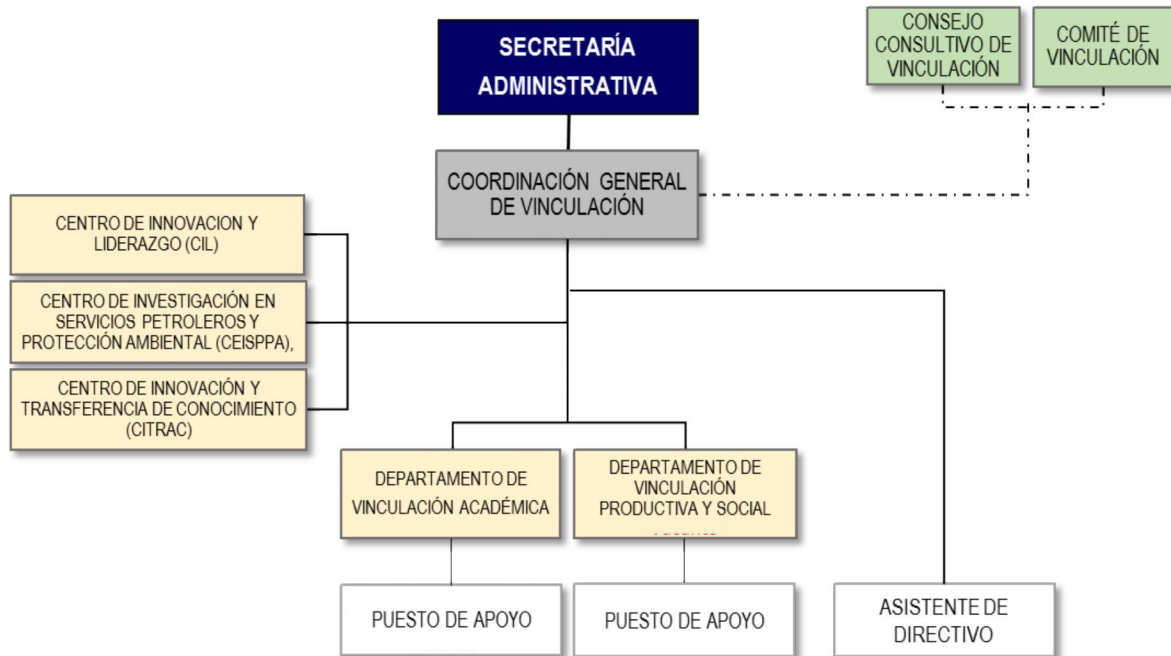 SECRETARÍA
ADMINISTRATIVA
CONSEJO
CONSULTIVO DE
VINCULACIÓN
COMITÉ DE
VINCULACIÓN
COORDINACIÓN GENERAL
DE VINCULACIÓN
CENTRO DE INNOVACION Y
LIDERAZGO (CIL)
CENTRO DE INVESTIGACIÓN EN
SERVICIOS PETROLEROS Y
PROTECCIÓN AMBIENTAL (CEISPPA),
CENTRO DE INNOVACIÓN Y
TRANSFERENCIA DE CONOCIMIENTO
(CITRAC)
DEPARTAMENTO DE
VINCULACIÓN ACADÉMICA
DEPARTAMENTO DE
VINCULACIÓN
PRODUCTIVA Y SOCIAL
PUESTO DE APOYO
PUESTO DE APOYO
ASISTENTE DE
DIRECTIVO